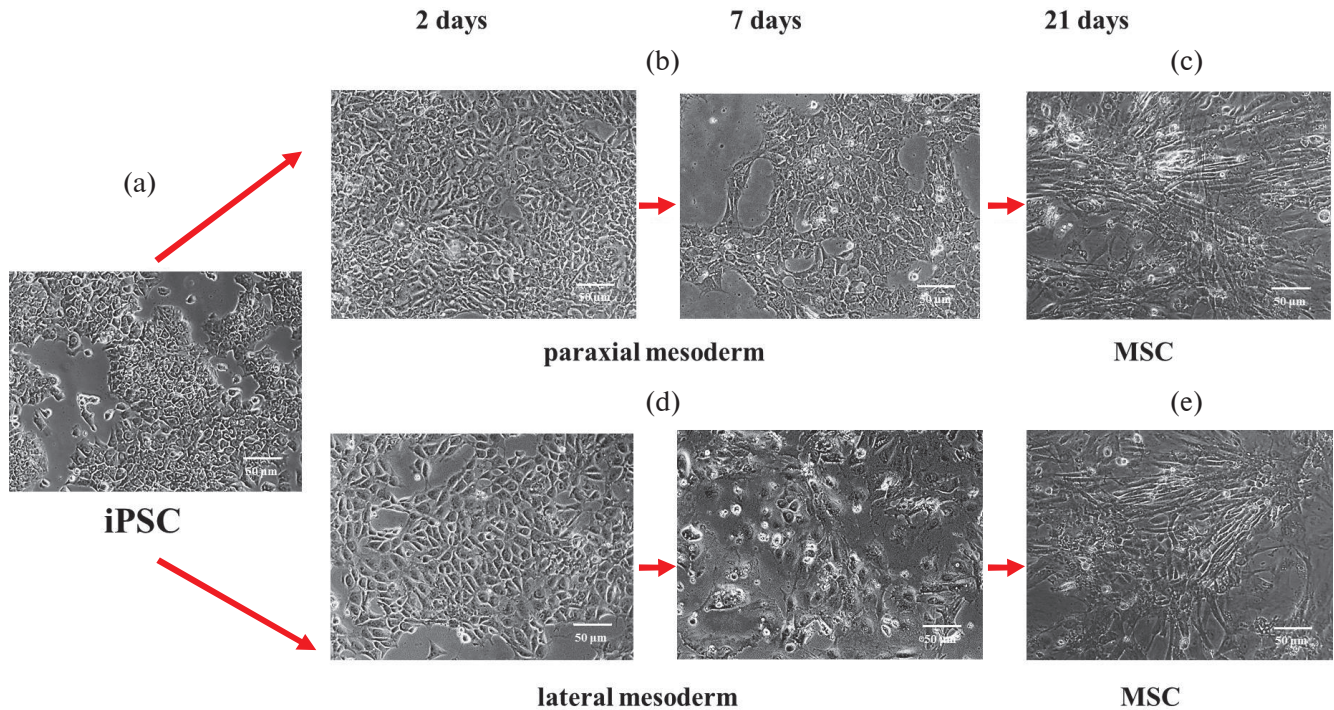 2 days 7 days 21 days
(b) (c)
(a)
50 µm 50 µm 50 µm
paraxial mesoderm MSC
(d) (e)
50 µm
iPSC
50 µm 50 µm 50 µm
lateral mesoderm MSC